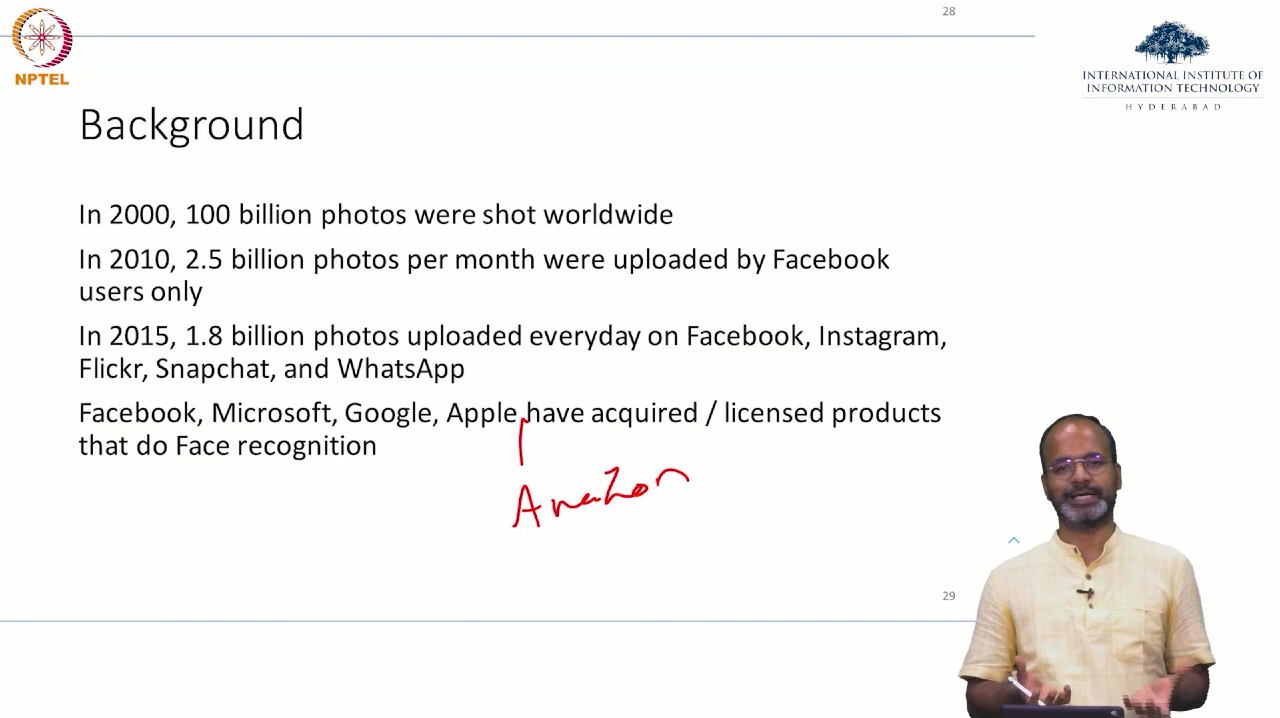 28
NPTEL
INTERNATIONAL INSTITUTE OF
INFORMATION TECHNOLOGY
HYDERABAD
Background
In 2000, 100 billion photos were shot worldwide
In 2010, 2.5 billion photos per month were uploaded by Facebook
users only
In 2015, 1.8 billion photos uploaded everyday on Facebook, Instagram,
Flickr, Snapchat, and WhatsApp
Facebook, Microsoft, Google, Apple have acquired / licensed products
that do Face recognition
Amazon
29